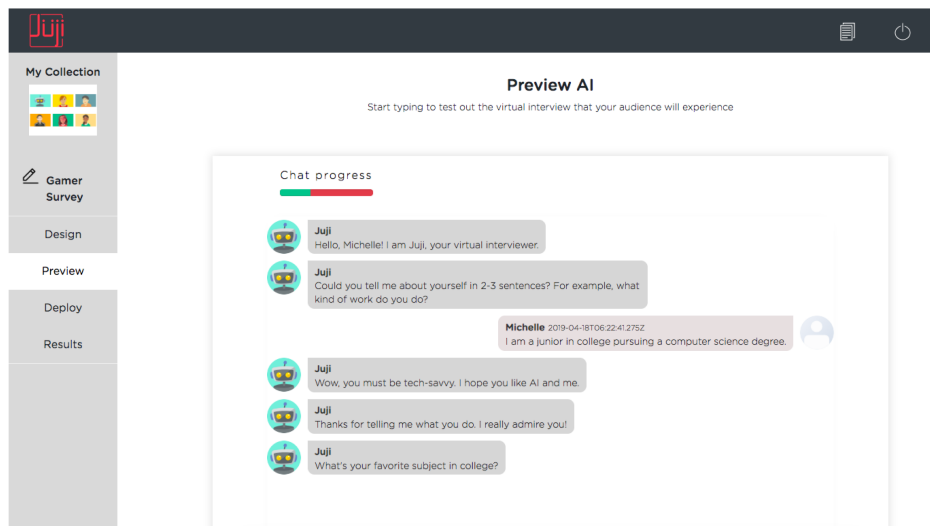 Juji
My Collection
Preview AI
Start typing to test out the virtual interview that your audience will experience
Gamer
Survey
Design
Preview
Deploy
Results
Chat progress
Juji
Hello, Michelle! I am Juji, your virtual interviewer.
Juji
Could you tell me about yourself in 2-3 sentences? For example, what
kind of work do you do?
Michelle 2019-04-18T06:22:41.275Z
I am a junior in college pursuing a computer science degree.
Juji
Wow, you must be tech-savvy. I hope you like AI and me.
Juji
Thanks for telling me what you do. I really admire you!
Juji
What's your favorite subject in college?